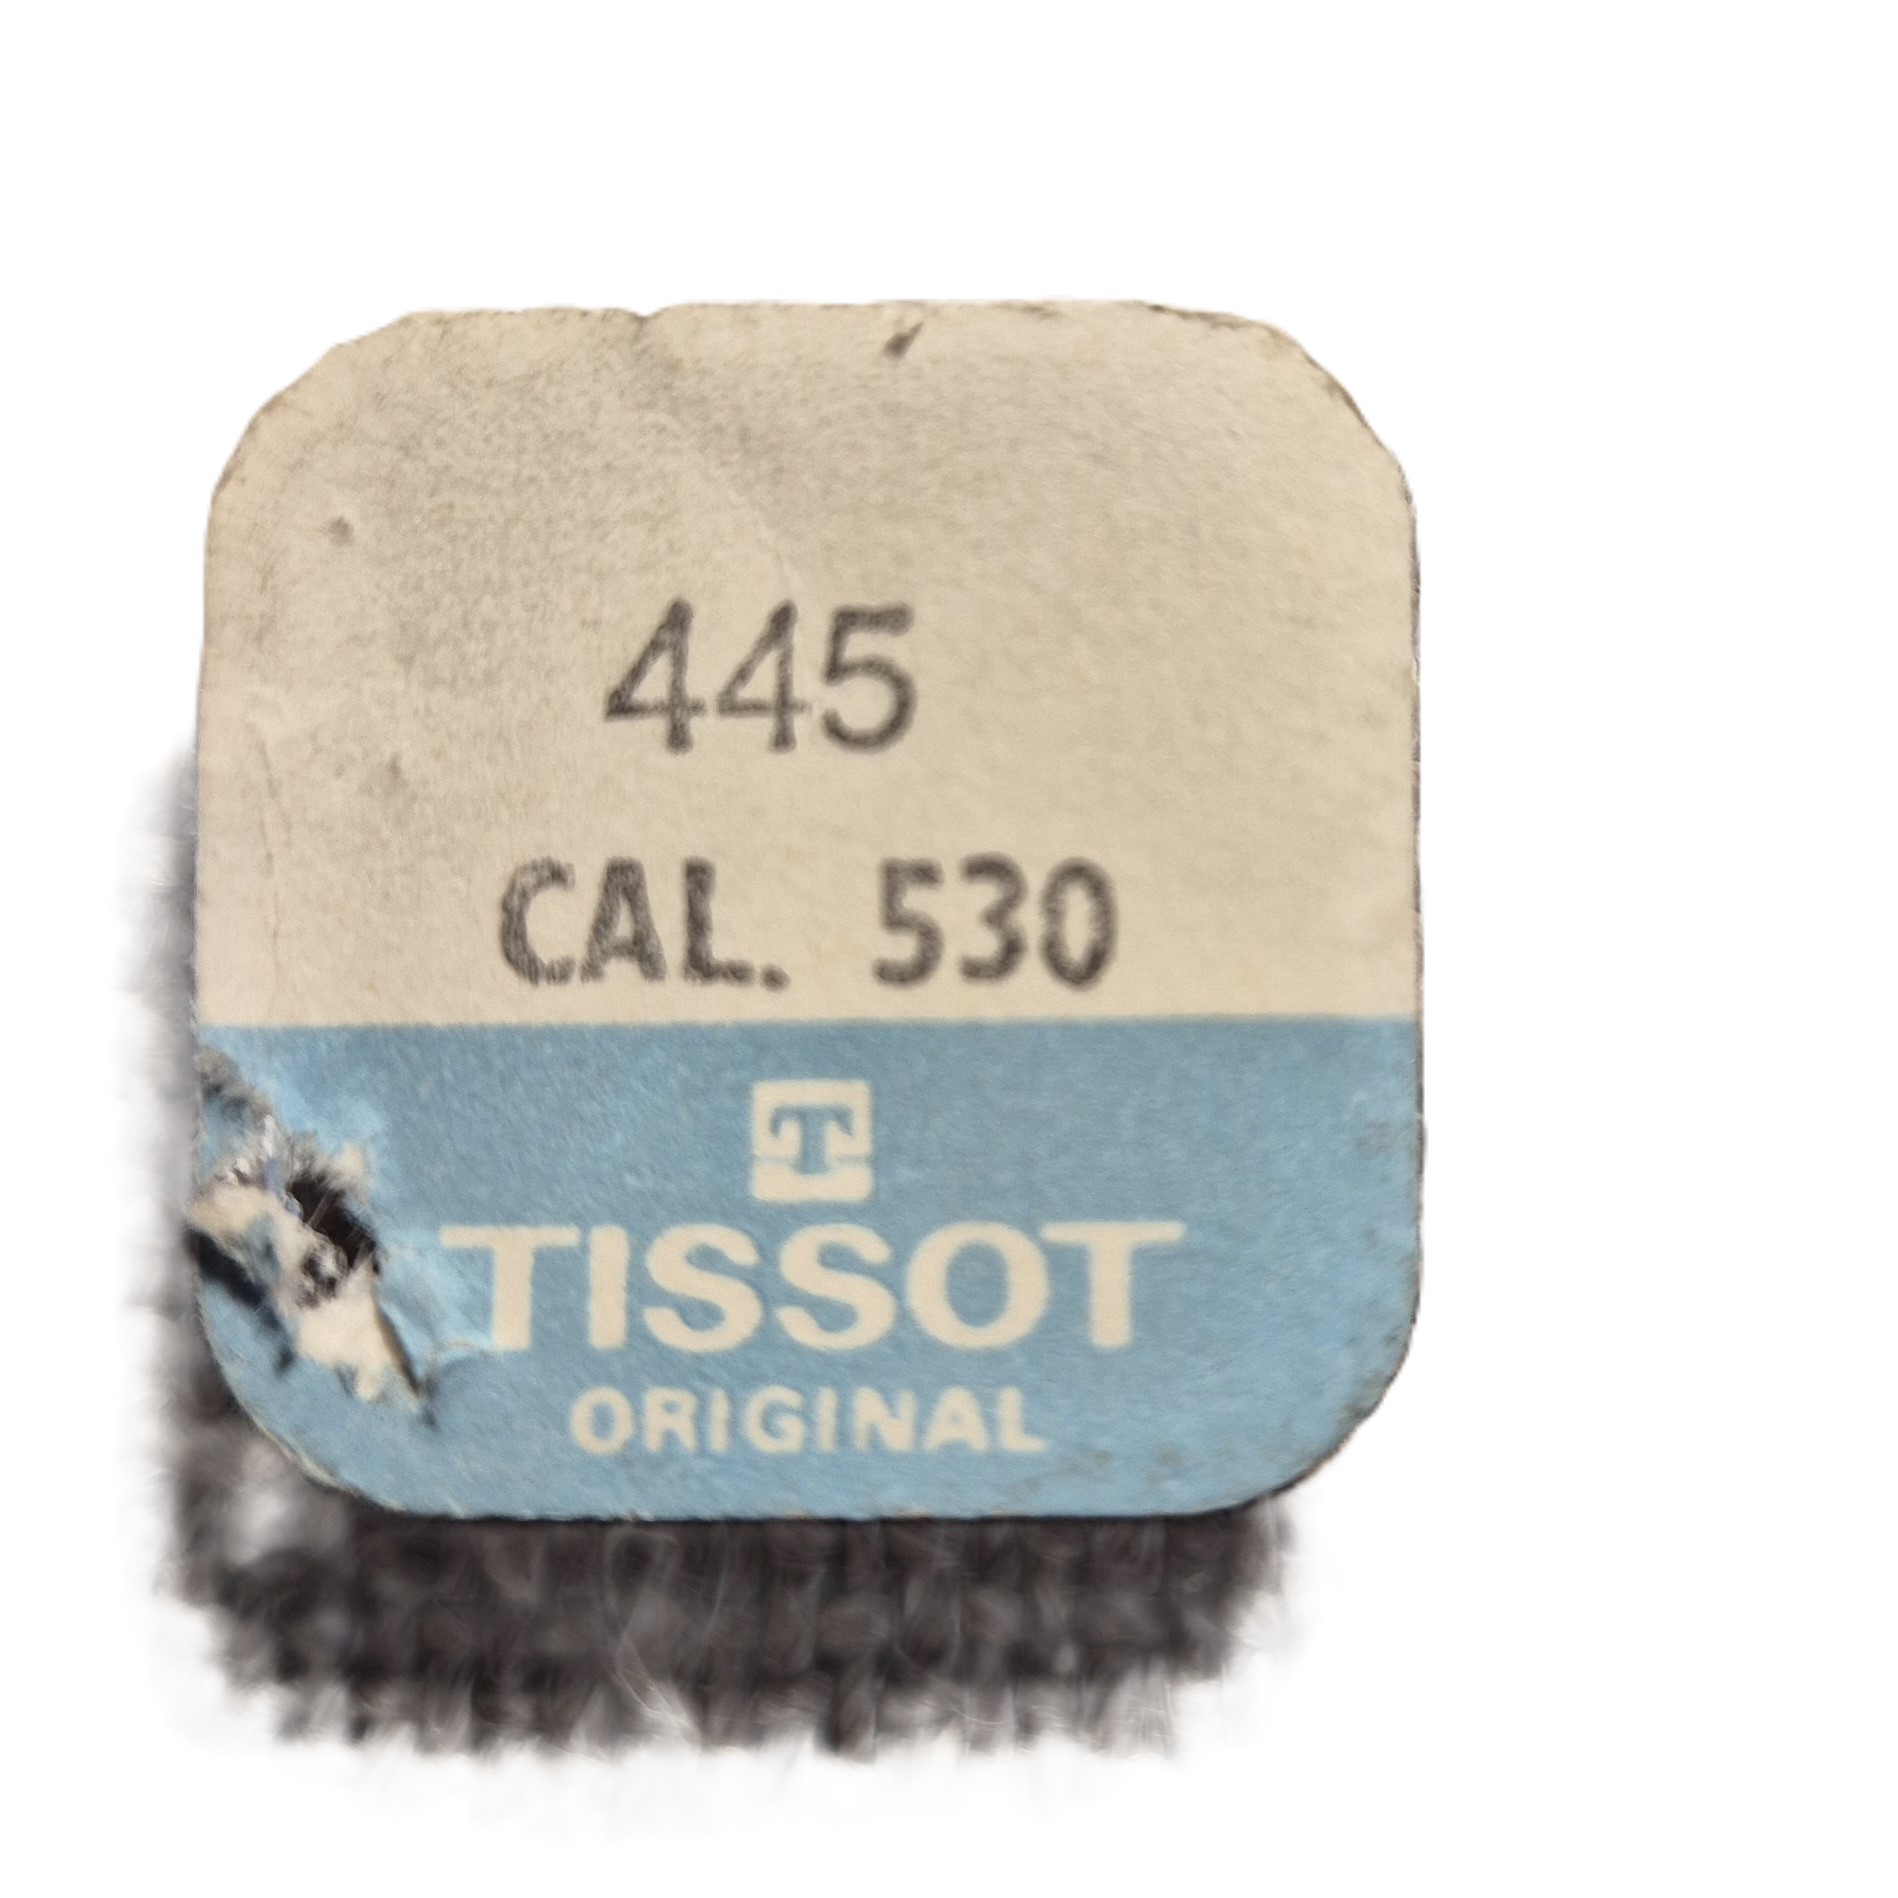 445
CAL. 530
T
TISSOT
ORIGINAL